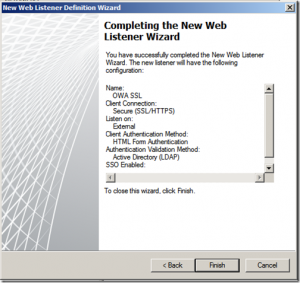 New Web Listener Definition Wizard
Completing the New Web
Listener Wizard
You have successfully completed the New Web Listener
Wizard. The new listener will have the following
configuration:
Name:
OWA SSL
Client Connection:
Secure (SSL/HTTPS)
Listen on:
External
Client Authentication Method:
HTML Form Authentication
Authentication Validation Method:
Active Directory (LDAP)
SSO Enabled:
To close this wizard, click Finish.
< Back
Finish
Cancel